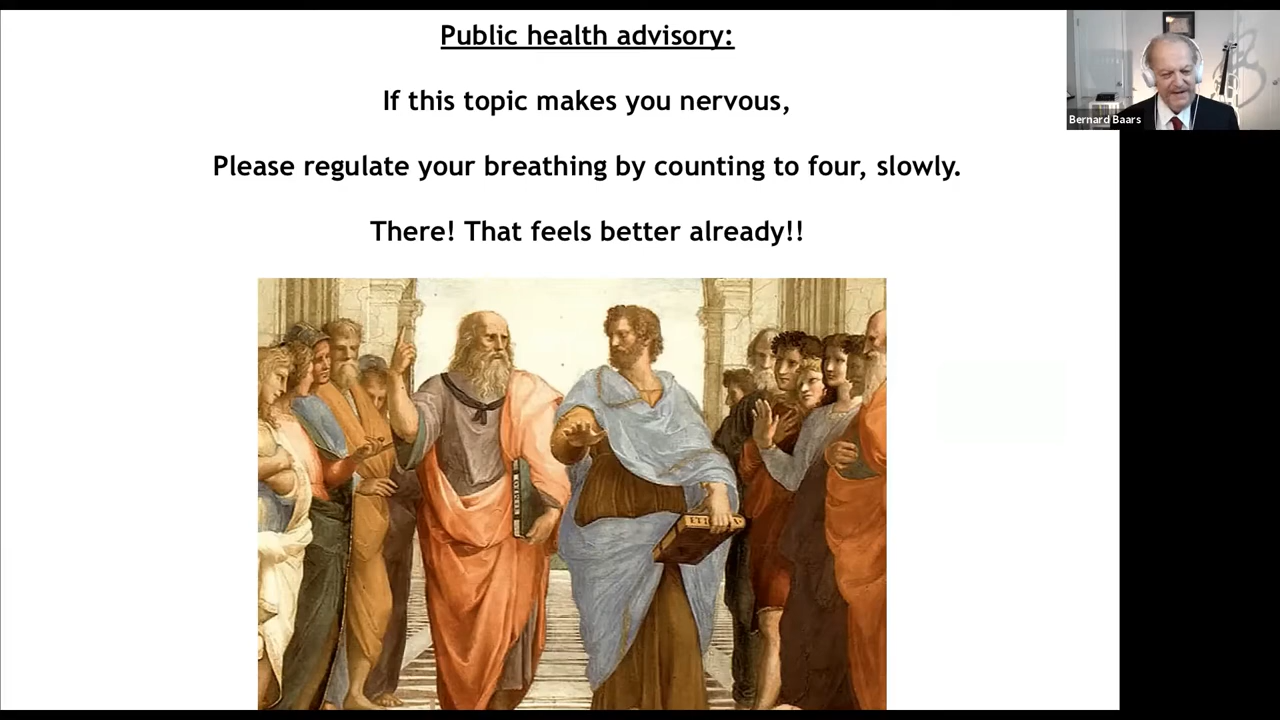 Public health advisory:
If this topic makes you nervous,
Please regulate your breathing by counting to four, slowly.
There! That feels better already!!
Bernard Baars